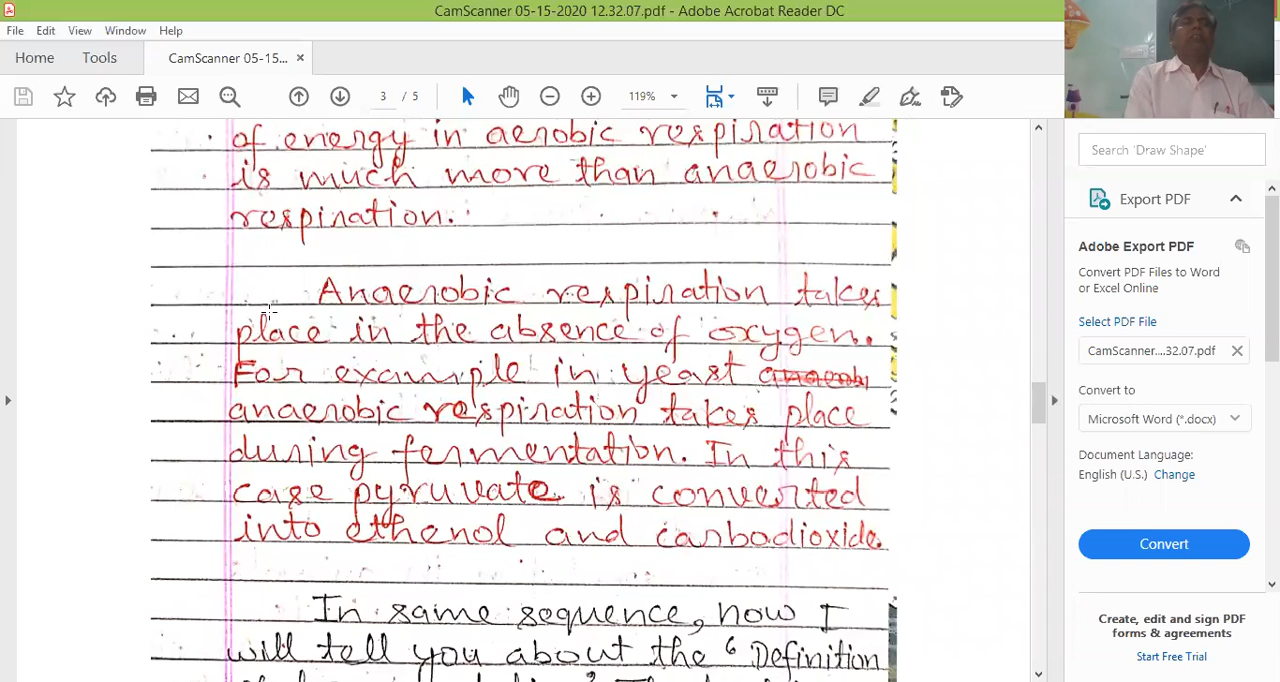 CamScanner 05-15-2020 12.32.07.pdf - Adobe Acrobat Reader DC
File Edit View Window Help
Home Tools CamScanner 05-15... ×
3 / 5 119%
of energy in aerobic respiration
is much more than anaerobic
respiration.
Anaerobic respiration takes
place in the absence of oxygen.
For example in yeast
anaerobic respiration takes place
during fermentation. In this
case pyruvate is converted
into ethenol and carbodioxide.
In same sequence, now I
will tell you about the " Definition
Search 'Draw Shape'
Export PDF
Adobe Export PDF
Convert PDF Files to Word
or Excel Online
Select PDF File
CamScanner....32.07.pdf
Convert to
Microsoft Word (*.docx)
Document Language:
English (U.S.) Change
Convert
Create, edit and sign PDF
forms & agreements
Start Free Trial